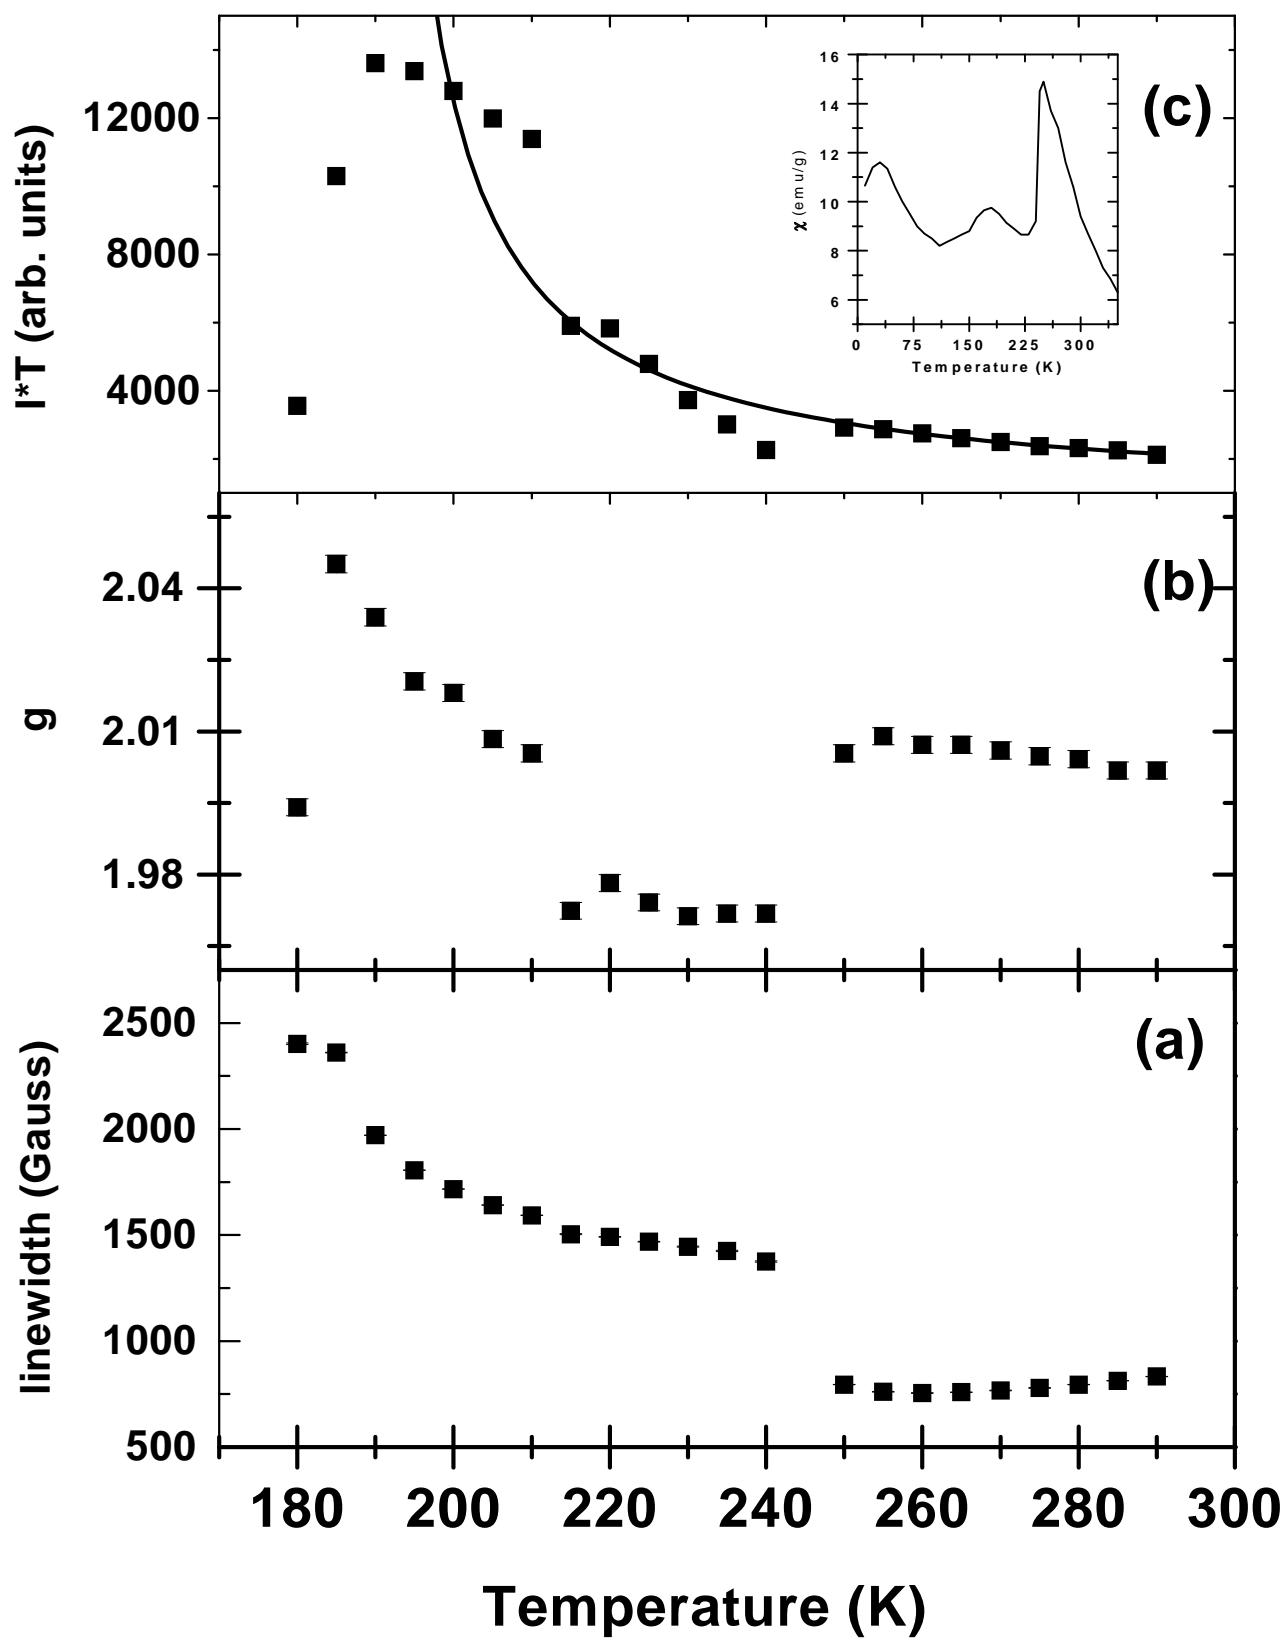 (c)
I*T (arb. units)
12000
8000
4000
χ (emu/g)
16
14
12
10
8
6
0 75 150 225 300
Temperature (K)
(b)
g
2.04
2.01
1.98
(a)
linewidth (Gauss)
2500
2000
1500
1000
500
180 200 220 240 260 280 300
Temperature (K)